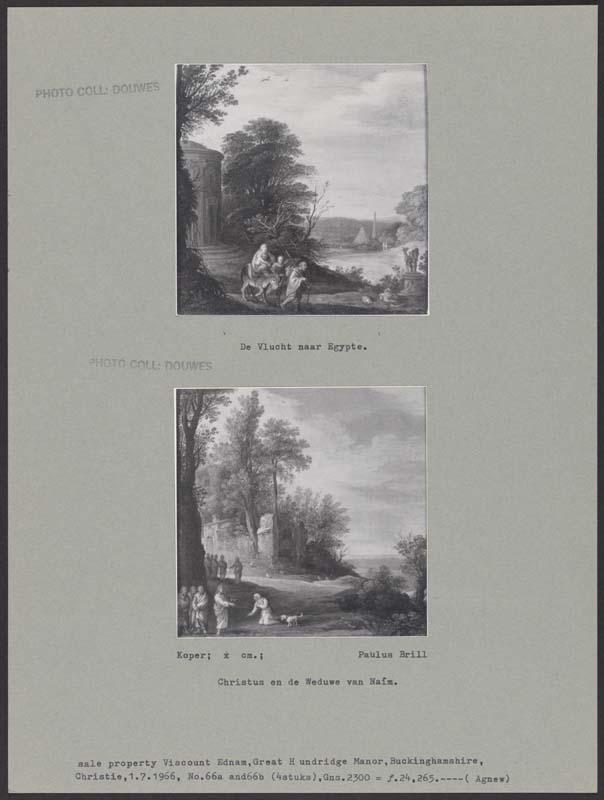 PHOTO COLL: DOUWES
De Vlucht naar Egypte.
PHOTO COLL: DOUWES
Koper; x cm.; Paulus Brill
Christus en de Weduwe van Naïm.
sale property Viscount Ednam,Great H undridge Manor,Buckinghamshire,
Christie,1.7.1966, No.66a and66b (4stuks),Gns.2300 = ƒ.24,265.----( Agnew)